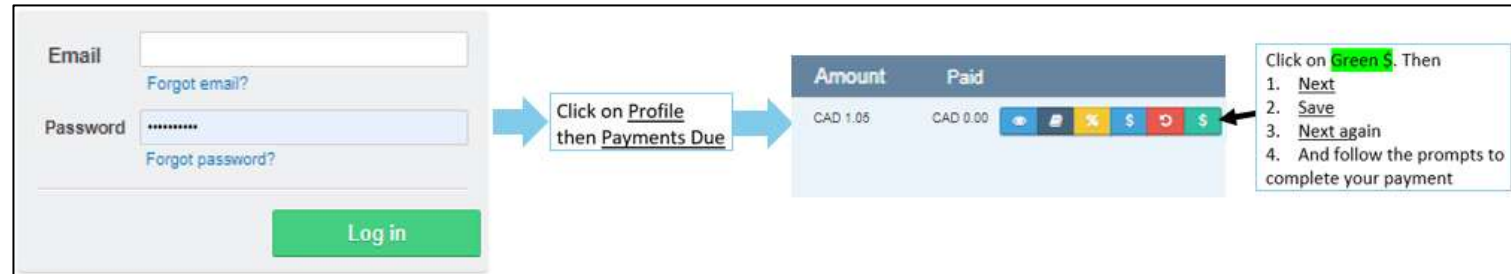 Email
Forgot email?
Password ••••••••••
Forgot password?
Log in
Click on Profile
then Payments Due
Amount Paid
CAD 1.05 CAD 0.00 % $ $
Click on Green $. Then
1. Next
2. Save
3. Next again
4. And follow the prompts to
complete your payment